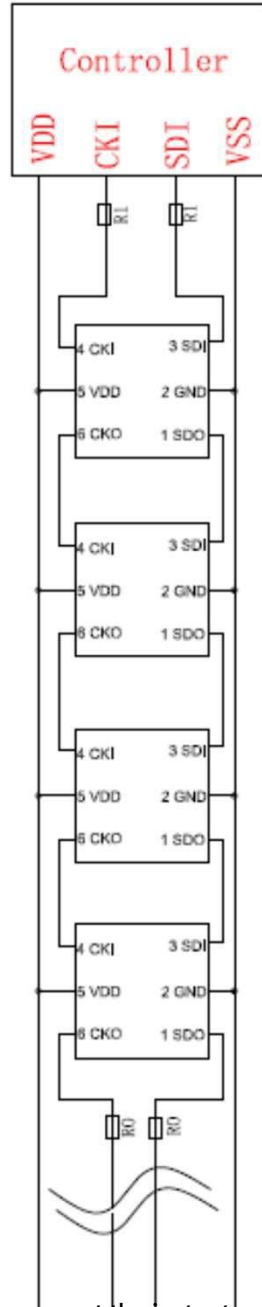 Controller
VDD CKI SDI VSS
R1 R1
4 CKI 3 SDI
5 VDD 2 GND
6 CKO 1 SDO
4 CKI 3 SDI
5 VDD 2 GND
6 CKO 1 SDO
4 CKI 3 SDI
5 VDD 2 GND
6 CKO 1 SDO
4 CKI 3 SDI
5 VDD 2 GND
6 CKO 1 SDO
R0 R0